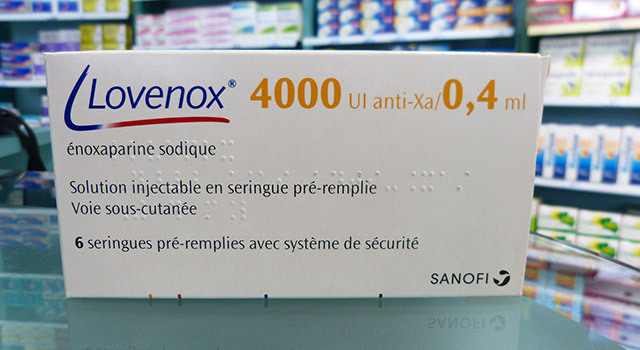 Lovenox® 4000 UI anti-Xa/0,4 ml
énoxaparine sodique
Solution injectable en seringue pré-remplie
Voie sous-cutanée
6 seringues pré-remplies avec système de sécurité
SANOFI